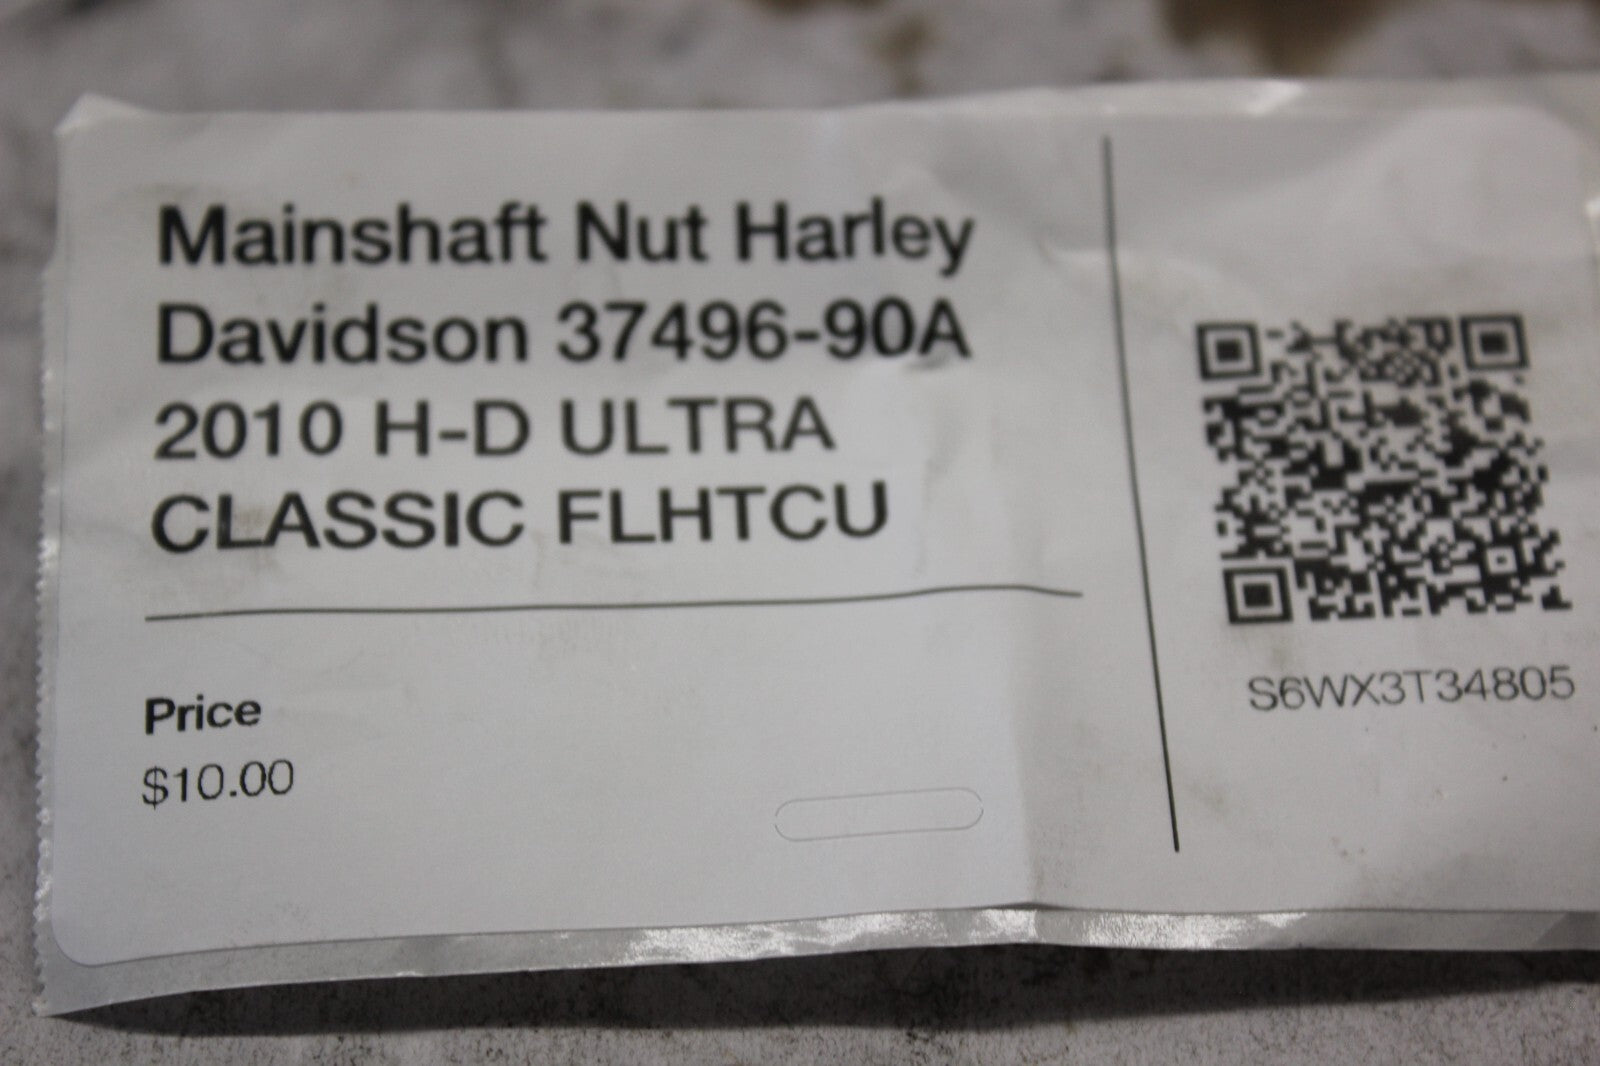 Mainshaft Nut Harley
Davidson 37496-90A
2010 H-D ULTRA
CLASSIC FLHTCU
Price
$10.00
S6WX3T34805